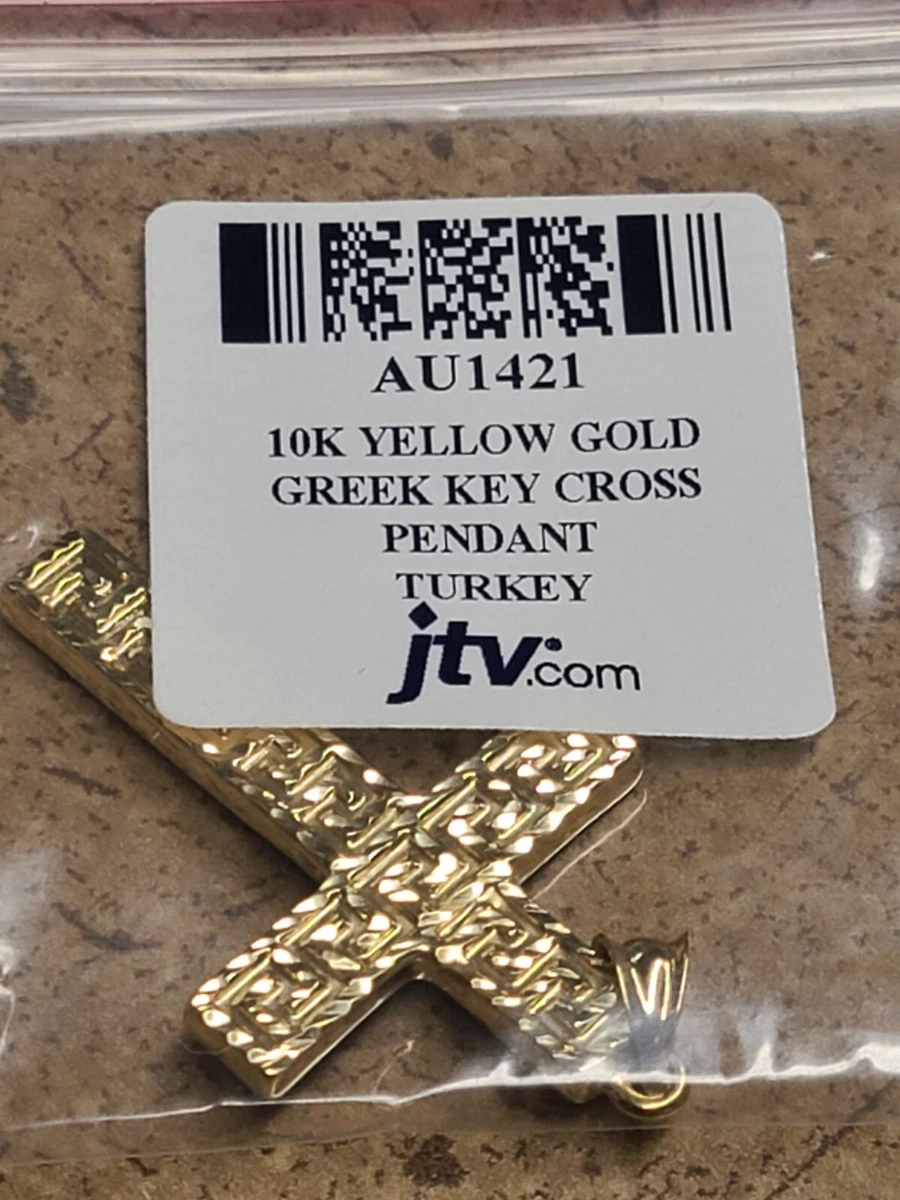 AU1421
10K YELLOW GOLD
GREEK KEY CROSS
PENDANT
TURKEY
jtv®.com